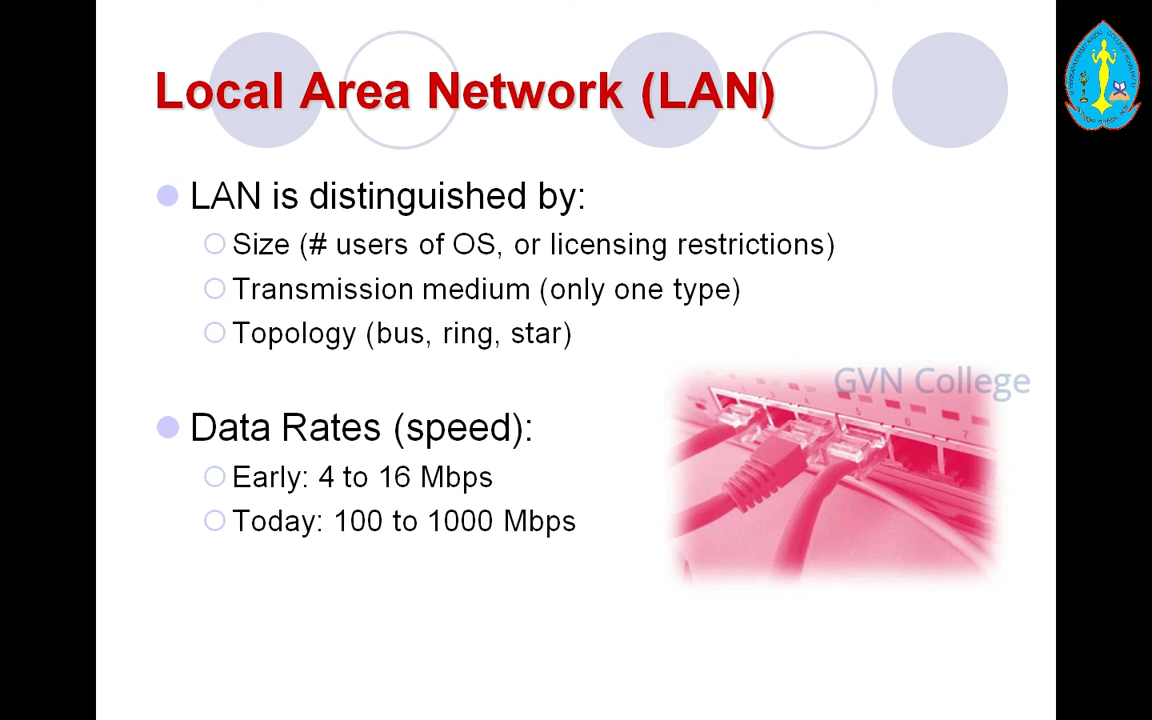 Local Area Network (LAN)
LAN is distinguished by:
Size (# users of OS, or licensing restrictions)
Transmission medium (only one type)
Topology (bus, ring, star)
GVN College
Data Rates (speed):
Early: 4 to 16 Mbps
Today: 100 to 1000 Mbps